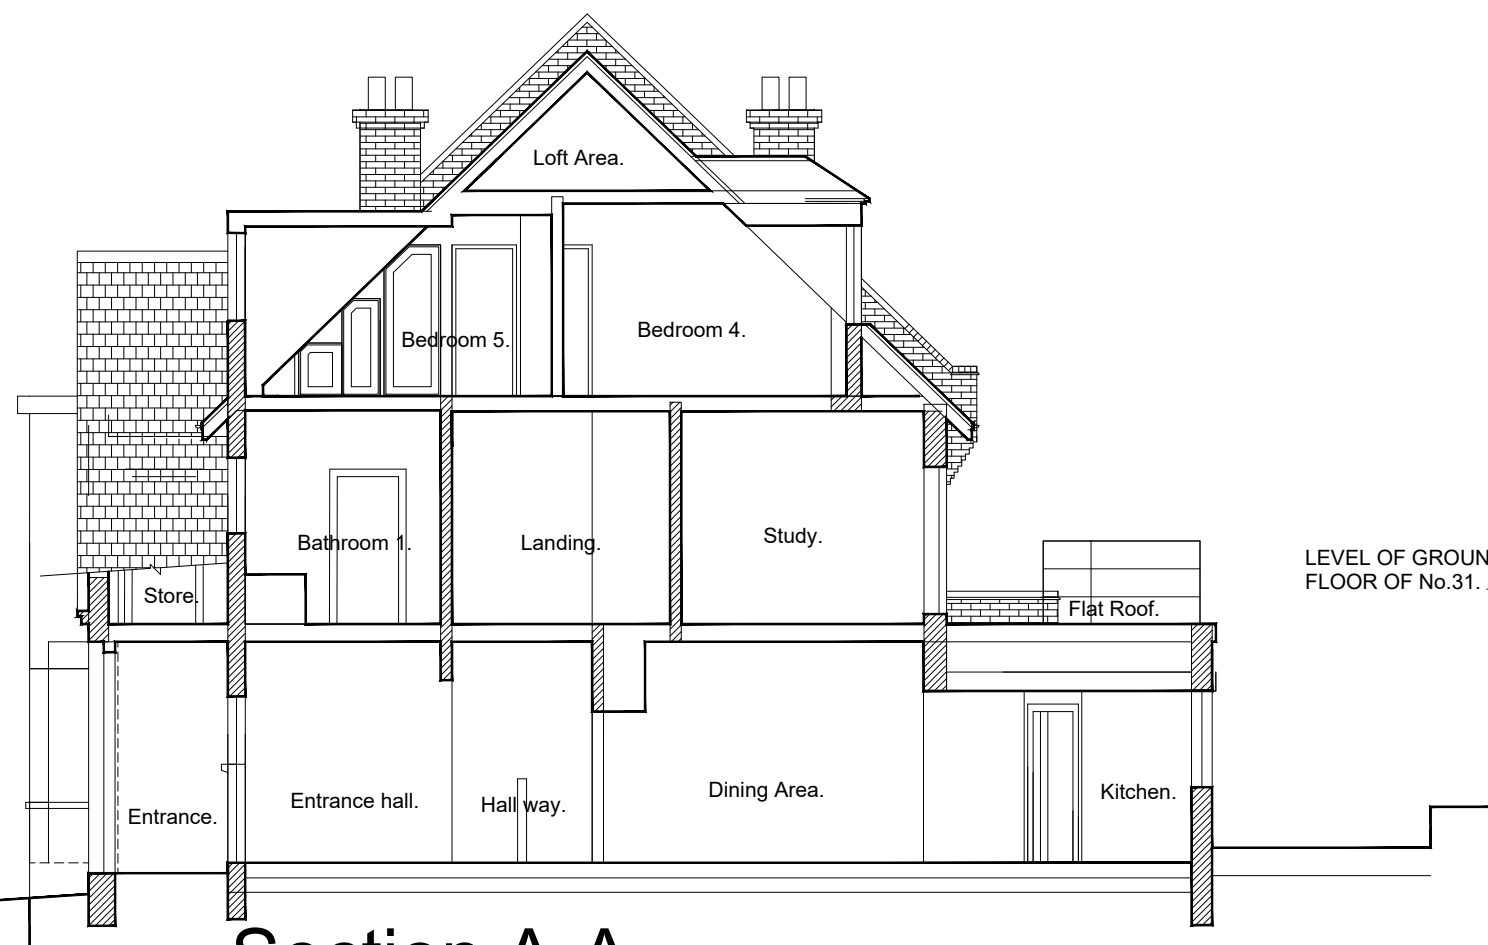 Loft Area.
Bedroom 5.
Bedroom 4.
Bathroom 1.
Landing.
Study.
Store.
Flat Roof.
LEVEL OF GROUN
FLOOR OF No.31.
Entrance.
Entrance hall.
Hall way.
Dining Area.
Kitchen.
Section A-A